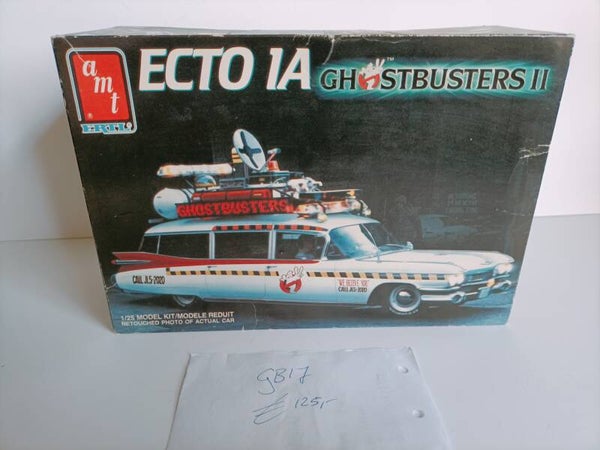 amt
®
ERTL®
ECTO 1A
GHOSTBUSTERS II
™
GHOSTBUSTERS
CALL JL5-2020
"WE BELIEVE YOU"
CALL JL5-2020
1/25 MODEL KIT/MODELE REDUIT
RETOUCHED PHOTO OF ACTUAL CAR
GB17
€ 125,-